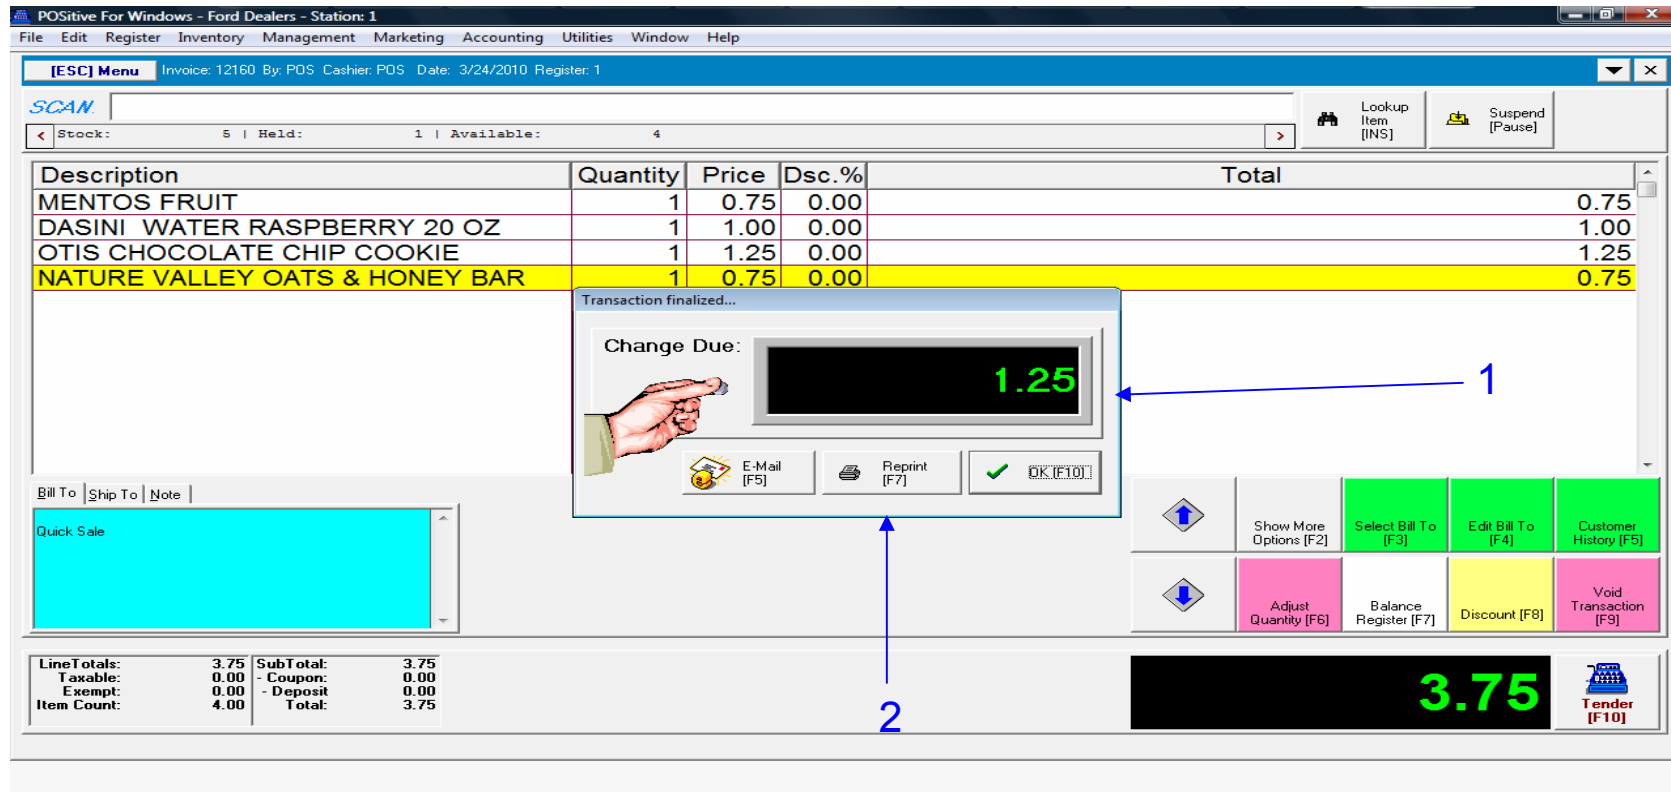 POSitive For Windows - Ford Dealers - Station: 1
File Edit Register Inventory Management Marketing Accounting Utilities Window Help
[ESC] Menu Invoice: 12160 By: POS Cashier: POS Date: 3/24/2010 Register: 1
SCAN.
Lookup Item [INS]
Suspend [Pause]
Stock: 5 | Held: 1 | Available: 4
Description Quantity Price Dsc.% Total
MENTOS FRUIT 1 0.75 0.00 0.75
DASINI WATER RASPBERRY 20 OZ 1 1.00 0.00 1.00
OTIS CHOCOLATE CHIP COOKIE 1 1.25 0.00 1.25
NATURE VALLEY OATS & HONEY BAR 1 0.75 0.00 0.75
Transaction finalized...
Change Due:
1.25
1
E-Mail [F5]
Reprint [F7]
OK [F10]
Bill To Ship To Note
Quick Sale
Show More Options [F2]
Select Bill To [F3]
Edit Bill To [F4]
Customer History [F5]
Adjust Quantity [F6]
Balance Register [F7]
Discount [F8]
Void Transaction [F9]
LineTotals: 3.75 SubTotal: 3.75
Taxable: 0.00 - Coupon: 0.00
Exempt: 0.00 - Deposit 0.00
Item Count: 4.00 Total: 3.75
2
3.75
Tender [F10]